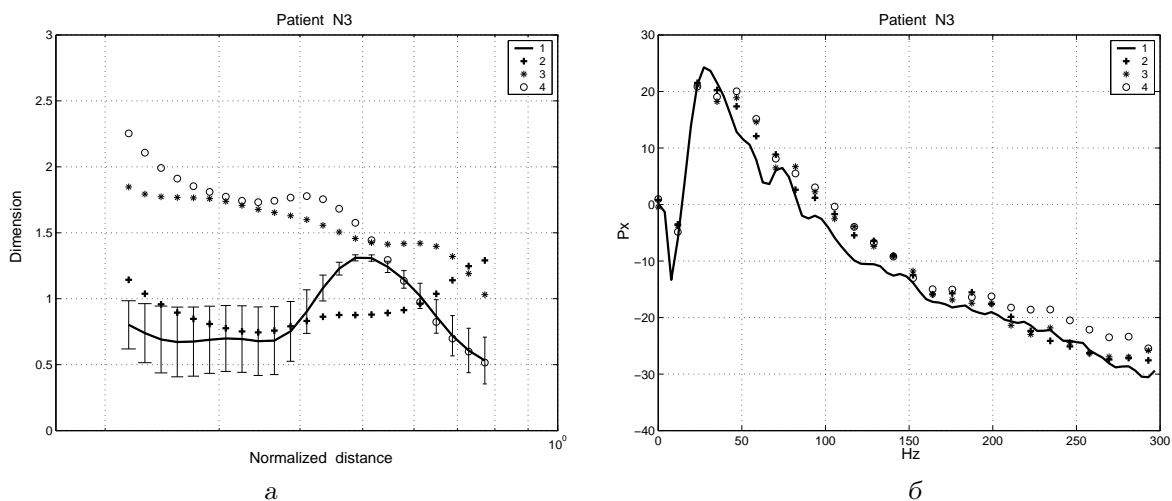 Patient N3
3
2.5
2
1.5
1
0.5
0
Dimension
1
2
3
4
10⁰
Normalized distance
а
Patient N3
30
20
10
0
−10
−20
−30
−40
Px
1
2
3
4
0 50 100 150 200 250 300
Hz
б